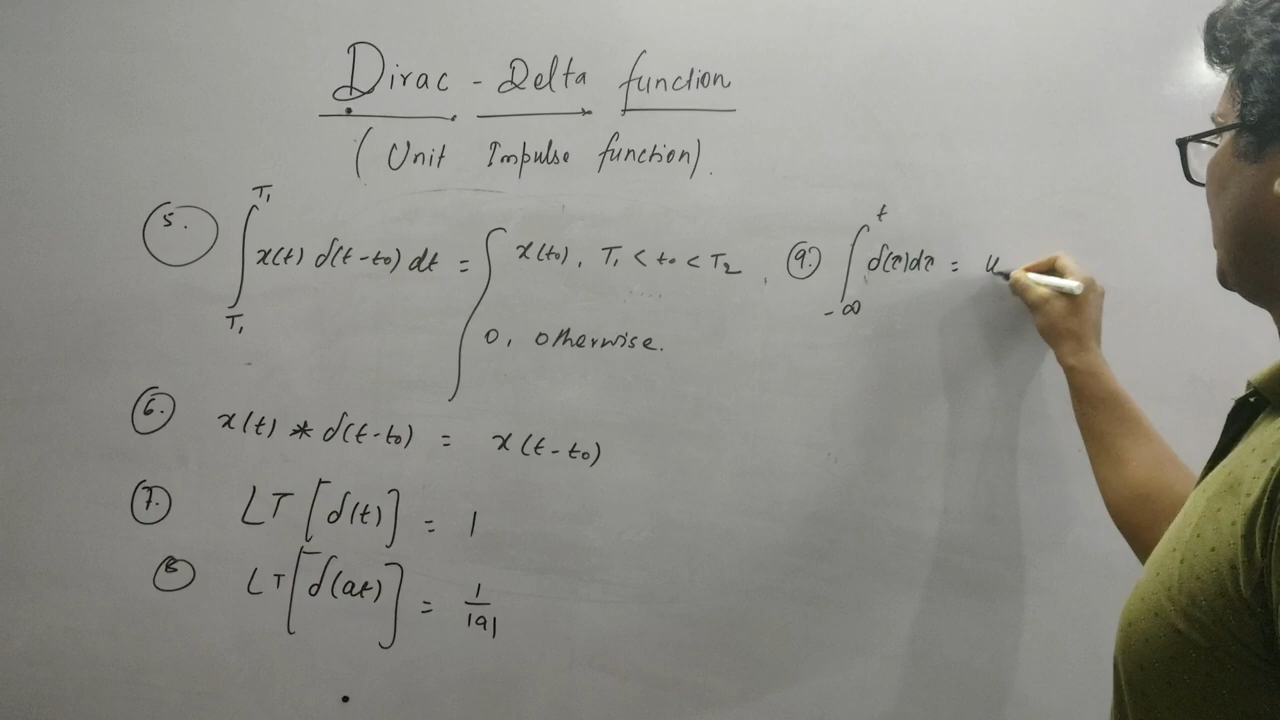 Dirac - Delta function
(Unit Impulse function).
5. ∫_{T₁}^{T₁} x(t) δ(t-t₀) dt = { x(t₀), T₁ < t₀ < T₂
0, otherwise.
6. x(t) * δ(t-t₀) = x(t-t₀)
7. LT [δ(t)] = 1
8 LT [δ(at)] = 1/|a|
9. ∫_{-∞}^{t} δ(τ)dτ = u